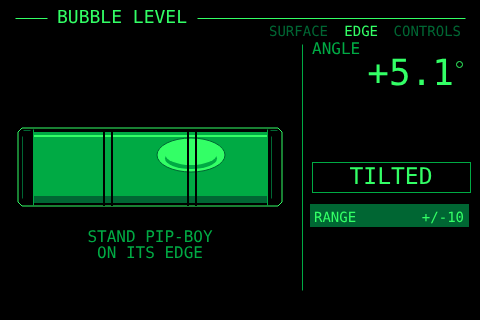 BUBBLE LEVEL
SURFACE EDGE CONTROLS
ANGLE
+5.1°
TILTED
RANGE +/-10
STAND PIP-BOY
ON ITS EDGE